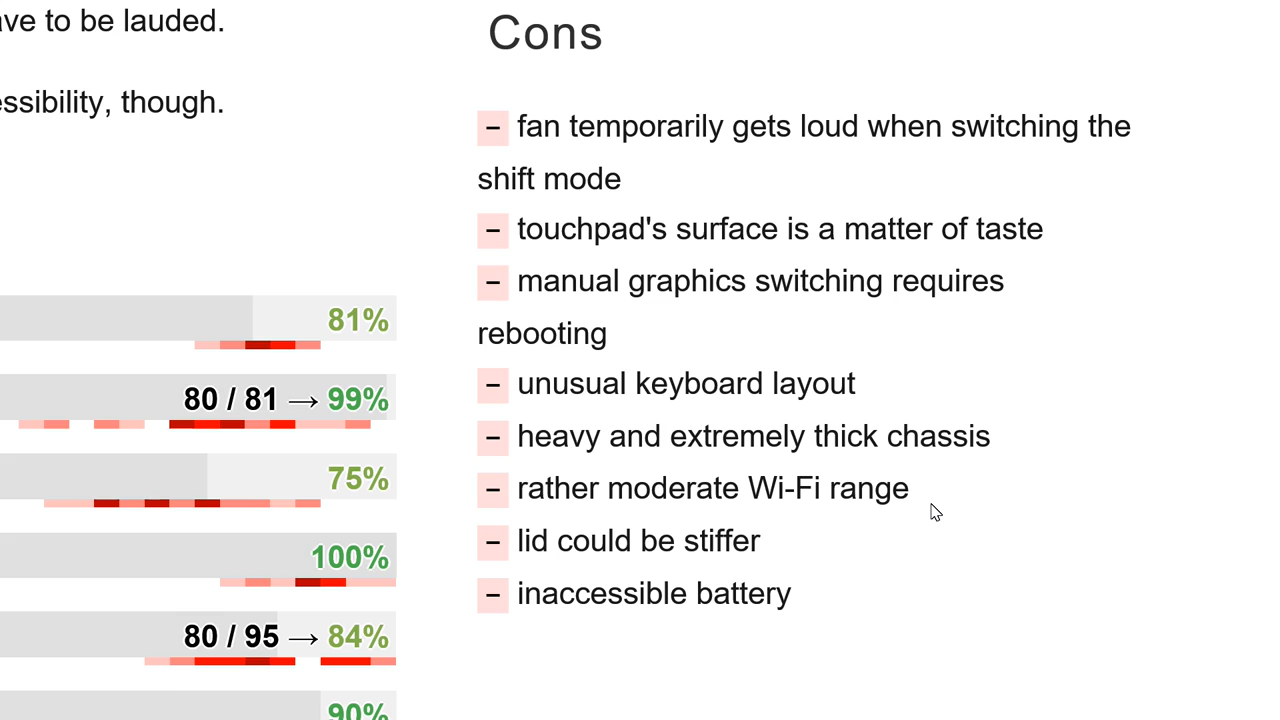 ave to be lauded.
essibility, though.
81%
80 / 81 → 99%
75%
100%
80 / 95 → 84%
90%
Cons
– fan temporarily gets loud when switching the
shift mode
– touchpad's surface is a matter of taste
– manual graphics switching requires
rebooting
– unusual keyboard layout
– heavy and extremely thick chassis
– rather moderate Wi-Fi range
– lid could be stiffer
– inaccessible battery